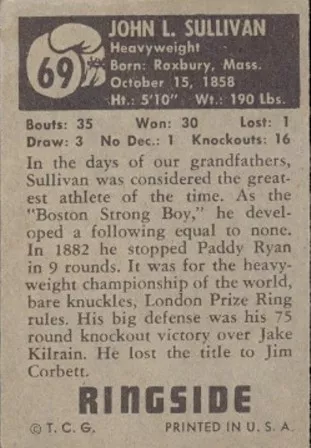 69
JOHN L. SULLIVAN
Heavyweight
Born: Roxbury, Mass.
October 15, 1858
Ht.: 5'10" Wt.: 190 Lbs.
Bouts: 35 Won: 30 Lost: 1
Draw: 3 No Dec.: 1 Knockouts: 16
In the days of our grandfathers,
Sullivan was considered the great-
est athlete of the time. As the
"Boston Strong Boy," he devel-
oped a following equal to none.
In 1882 he stopped Paddy Ryan
in 9 rounds. It was for the heavy-
weight championship of the world,
bare knuckles, London Prize Ring
rules. His big defense was his 75
round knockout victory over Jake
Kilrain. He lost the title to Jim
Corbett.
RINGSIDE
© T. C. G. PRINTED IN U. S. A.